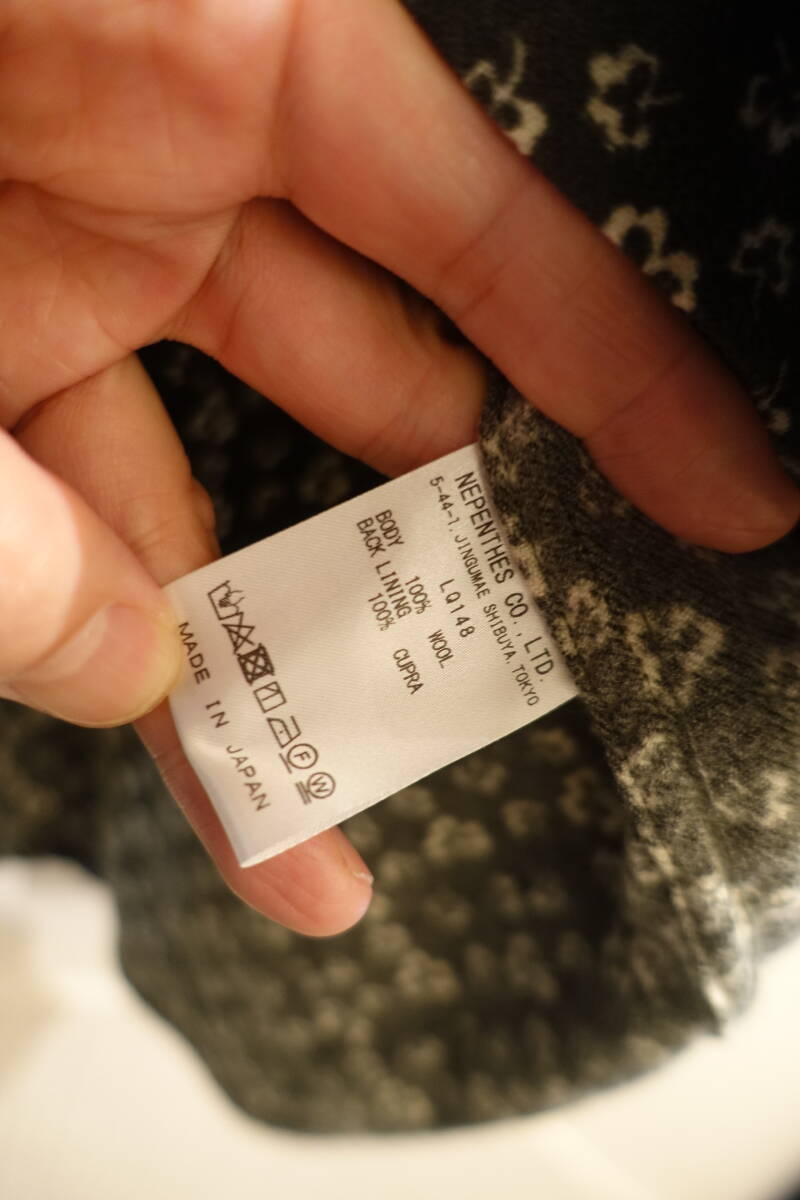 NEPENTHES CO., LTD.
5-44-1, JINGUMAE SHIBUYA, TOKYO
LQ148
BODY 100% WOOL
BACK LINING
100% CUPRA
F W
MADE IN JAPAN